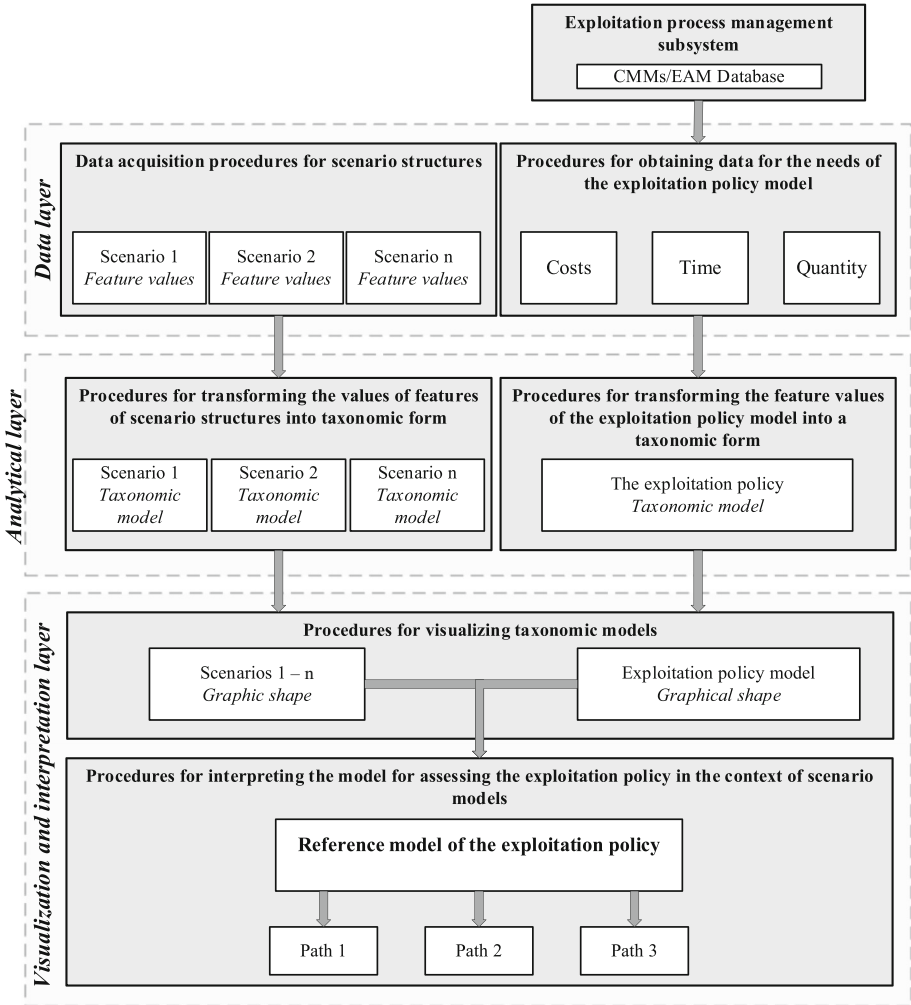 Exploitation process management
subsystem
CMMs/EAM Database
Data layer
Data acquisition procedures for scenario structures
Scenario 1
Feature values
Scenario 2
Feature values
Scenario n
Feature values
Procedures for obtaining data for the needs of
the exploitation policy model
Costs
Time
Quantity
Analytical layer
Procedures for transforming the values of features
of scenario structures into taxonomic form
Scenario 1
Taxonomic
model
Scenario 2
Taxonomic
model
Scenario n
Taxonomic
model
Procedures for transforming the feature values
of the exploitation policy model into a
taxonomic form
The exploitation policy
Taxonomic model
Visualization and interpretation layer
Procedures for visualizing taxonomic models
Scenarios 1 – n
Graphic shape
Exploitation policy model
Graphical shape
Procedures for interpreting the model for assessing the exploitation policy in the context of scenario
models
Reference model of the exploitation policy
Path 1
Path 2
Path 3